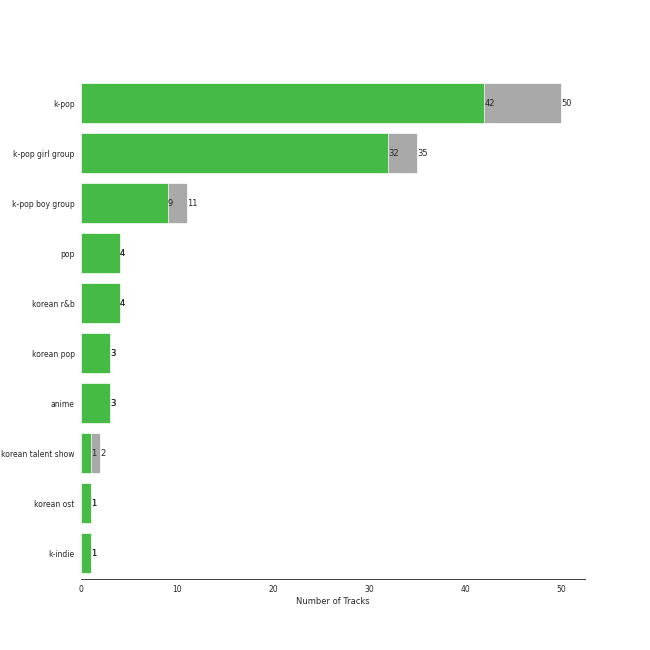 k-pop 42 50
k-pop girl group 32 35
k-pop boy group 9 11
pop 4
korean r&b 4
korean pop 3
anime 3
korean talent show 1 2
korean ost 1
k-indie 1
0 10 20 30 40 50
Number of Tracks